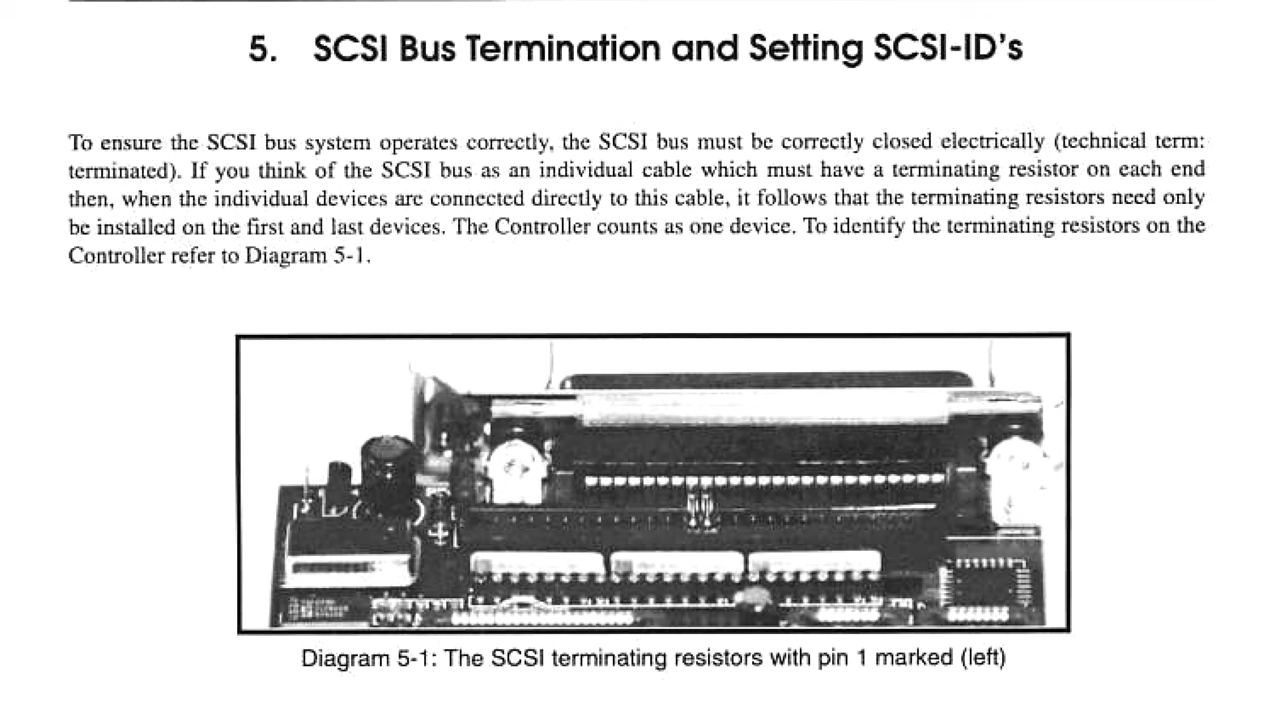 5. SCSI Bus Termination and Setting SCSI-ID's
To ensure the SCSI bus system operates correctly, the SCSI bus must be correctly closed electrically (technical term:
terminated). If you think of the SCSI bus as an individual cable which must have a terminating resistor on each end
then, when the individual devices are connected directly to this cable, it follows that the terminating resistors need only
be installed on the first and last devices. The Controller counts as one device. To identify the terminating resistors on the
Controller refer to Diagram 5-1.
Diagram 5-1: The SCSI terminating resistors with pin 1 marked (left)